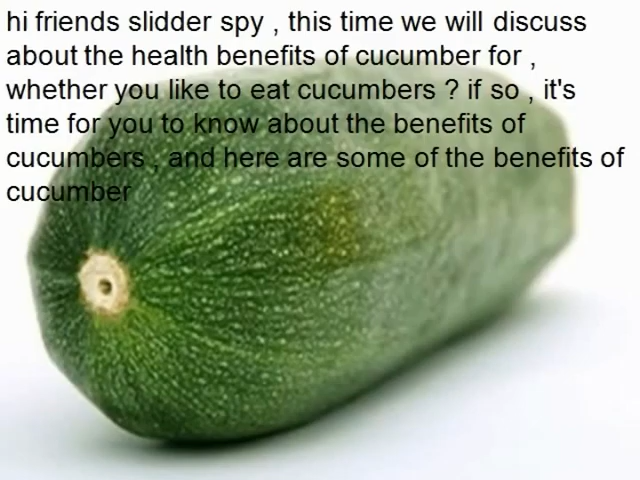 hi friends slidder spy , this time we will discuss
about the health benefits of cucumber for ,
whether you like to eat cucumbers ? if so , it's
time for you to know about the benefits of
cucumbers , and here are some of the benefits of
cucumber